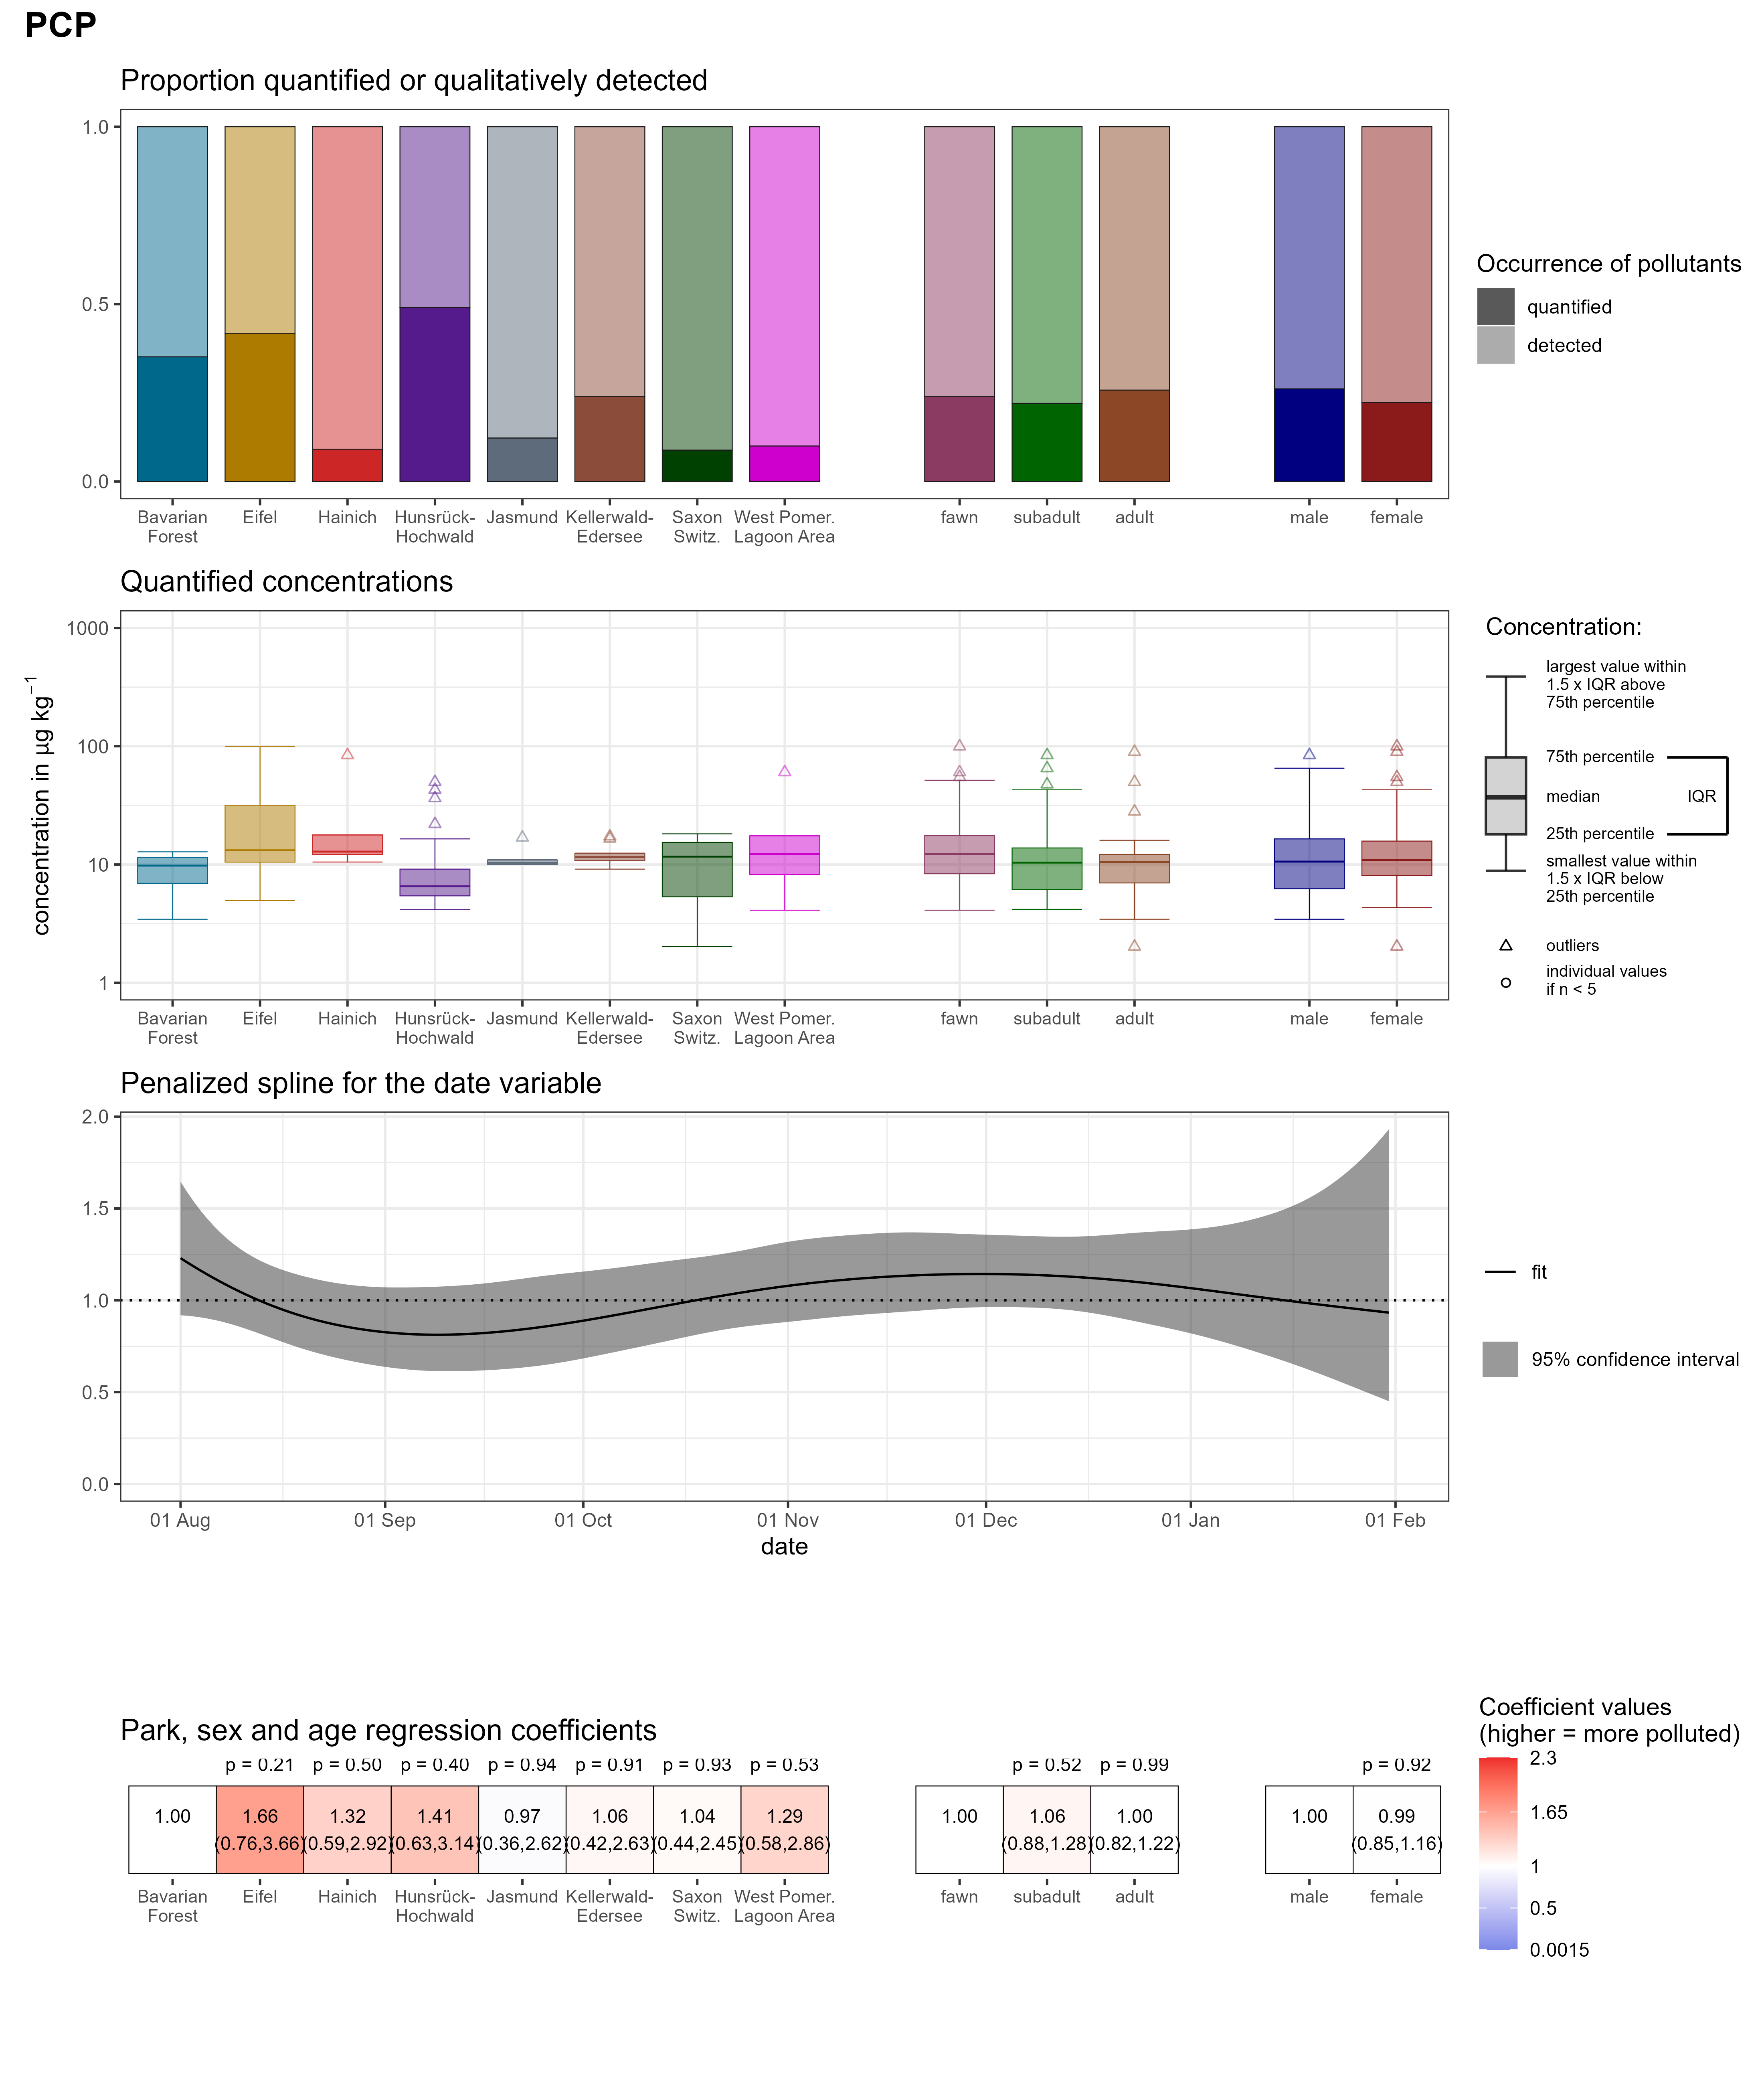 PCP
Proportion quantified or qualitatively detected
1.0
0.5
0.0
Bavarian Forest
Eifel
Hainich
Hunsrück-Hochwald
Jasmund
Kellerwald-Edersee
Saxon Switz.
West Pomer. Lagoon Area
fawn
subadult
adult
male
female
Occurrence of pollutants
quantified
detected
Quantified concentrations
concentration in µg kg⁻¹
1000
100
10
1
Bavarian Forest
Eifel
Hainich
Hunsrück-Hochwald
Jasmund
Kellerwald-Edersee
Saxon Switz.
West Pomer. Lagoon Area
fawn
subadult
adult
male
female
Concentration:
largest value within
1.5 x IQR above
75th percentile
75th percentile
median
IQR
25th percentile
smallest value within
1.5 x IQR below
25th percentile
outliers
individual values
if n < 5
Penalized spline for the date variable
2.0
1.5
1.0
0.5
0.0
01 Aug
01 Sep
01 Oct
01 Nov
01 Dec
01 Jan
01 Feb
date
fit
95% confidence interval
Park, sex and age regression coefficients
p = 0.21
p = 0.50
p = 0.40
p = 0.94
p = 0.91
p = 0.93
p = 0.53
p = 0.52
p = 0.99
p = 0.92
1.00
1.66
1.32
1.41
0.97
1.06
1.04
1.29
1.00
1.06
1.00
1.00
0.99
(0.76,3.66)
(0.59,2.92)
(0.63,3.14)
(0.36,2.62)
(0.42,2.63)
(0.44,2.45)
(0.58,2.86)
(0.88,1.28)
(0.82,1.22)
(0.85,1.16)
Bavarian Forest
Eifel
Hainich
Hunsrück-Hochwald
Jasmund
Kellerwald-Edersee
Saxon Switz.
West Pomer. Lagoon Area
fawn
subadult
adult
male
female
Coefficient values
(higher = more polluted)
2.3
1.65
1
0.5
0.0015